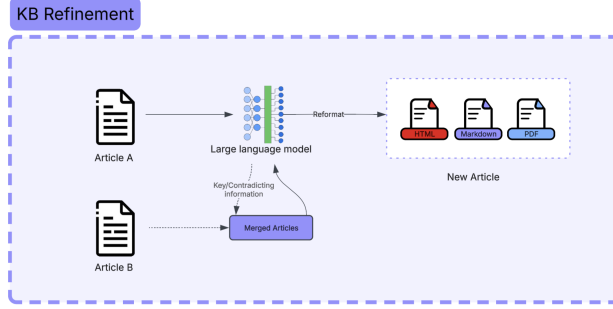 KB Refinement
Article A
Large language model
Reformat
HTML
Markdown
PDF
New Article
Key/Contradicting
information
Merged Articles
Article B